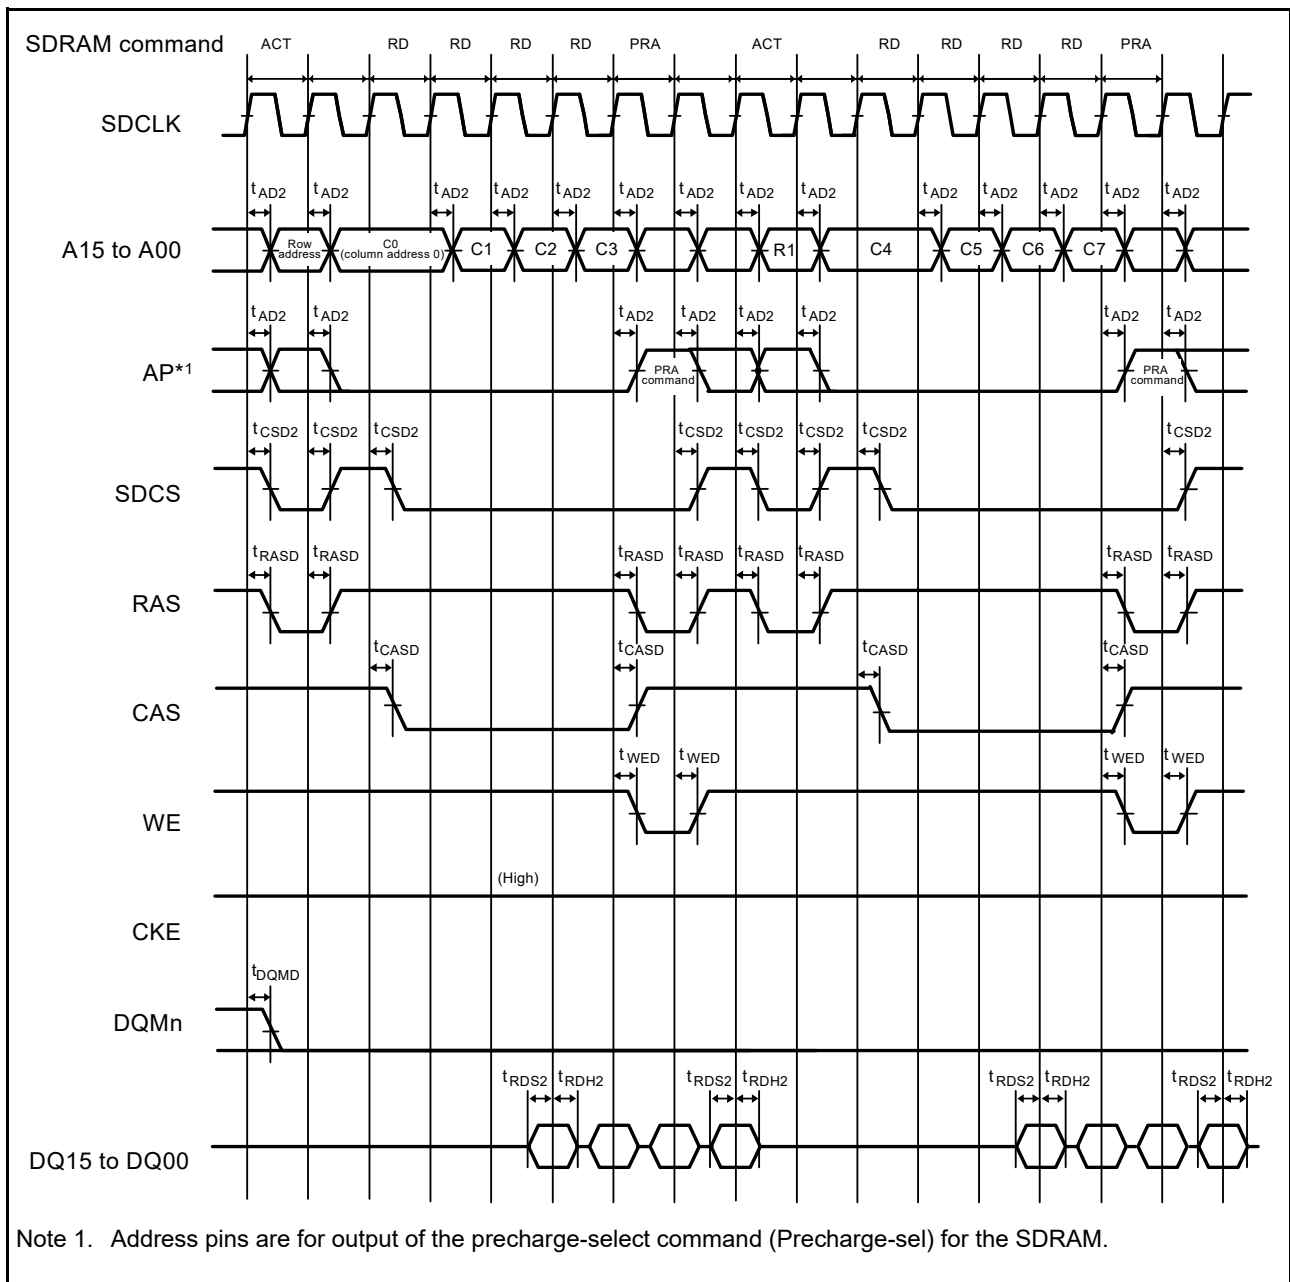 SDRAM command ACT RD RD RD RD PRA ACT RD RD RD RD PRA
SDCLK
tAD2 tAD2 tAD2 tAD2 tAD2 tAD2 tAD2 tAD2 tAD2 tAD2 tAD2 tAD2 tAD2 tAD2
A15 to A00 Row address C0 (column address 0) C1 C2 C3 R1 C4 C5 C6 C7
tAD2 tAD2 tAD2 tAD2 tAD2 tAD2 tAD2 tAD2
AP*1 PRA command PRA command
tCSD2 tCSD2 tCSD2 tCSD2 tCSD2 tCSD2 tCSD2 tCSD2
SDCS
tRASD tRASD tRASD tRASD tRASD tRASD tRASD tRASD
RAS
tCASD tCASD tCASD tCASD
CAS
tWED tWED tWED tWED
WE
(High)
CKE
tDQMD
DQMn
tRDS2 tRDH2 tRDS2 tRDH2 tRDS2 tRDH2 tRDS2 tRDH2
DQ15 to DQ00
Note 1. Address pins are for output of the precharge-select command (Precharge-sel) for the SDRAM.